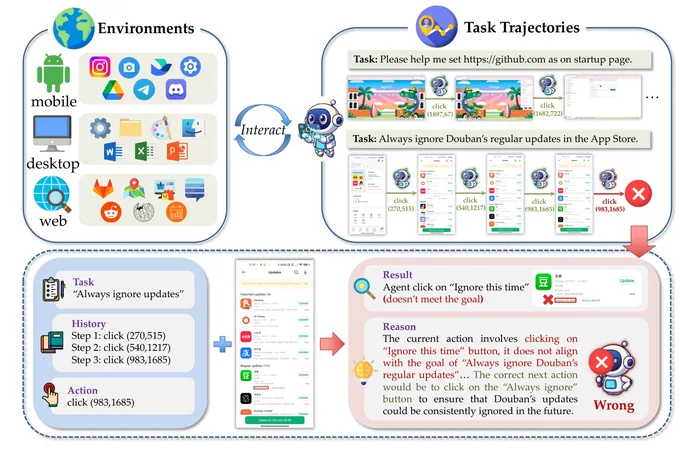 Environments
mobile
desktop
web
Interact
Task Trajectories
Task: Please help me set https://github.com as on startup page.
click
(1897,67)
click
(1682,722)
...
Task: Always ignore Douban's regular updates in the App Store.
click
(270,515)
click
(540,1217)
click
(983,1685)
click
(983,1685)
Task
“Always ignore updates”
History
Step 1: click (270,515)
Step 2: click (540,1217)
Step 3: click (983,1685)
Action
click (983,1685)
Updates
Result
Agent click on “Ignore this time”
(doesn't meet the goal)
豆瓣
Update
Reason
The current action involves clicking on
“Ignore this time” button, it does not align
with the goal of “Always ignore Douban's
regular updates”… The correct next action
would be to click on the “Always ignore”
button to ensure that Douban's updates
could be consistently ignored in the future.
Wrong